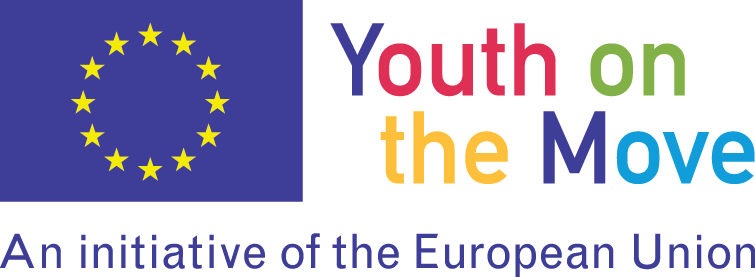 Youth on
the Move
An initiative of the European Union